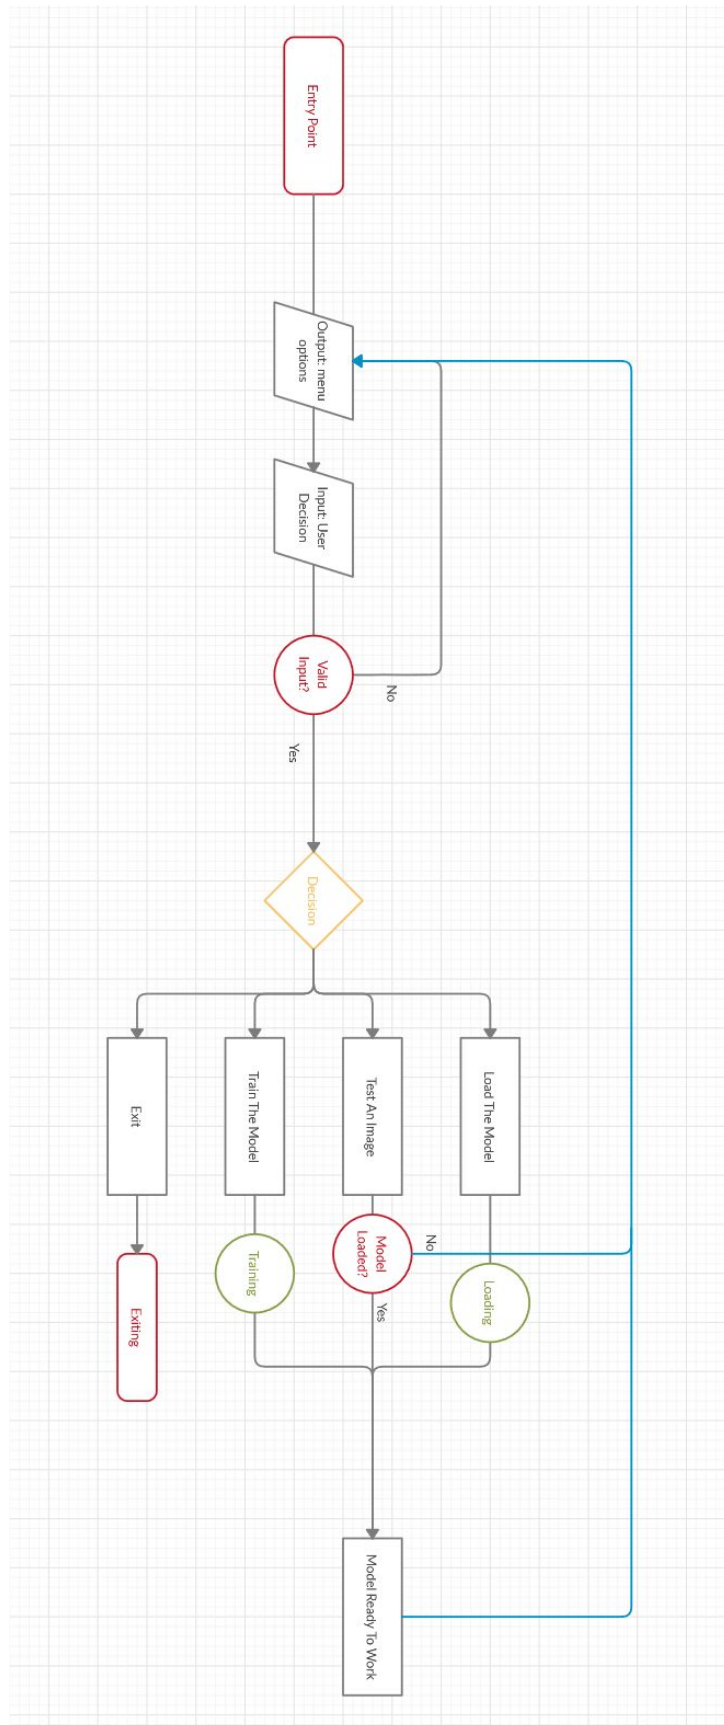 Entry Point
Output: menu
options
Input: User
Decision
Valid
Input?
No
Yes
Decision
Load The Model
Test An Image
Train The Model
Exit
Loading
No
Model
Loaded?
Yes
Training
Exiting
Model Ready To Work